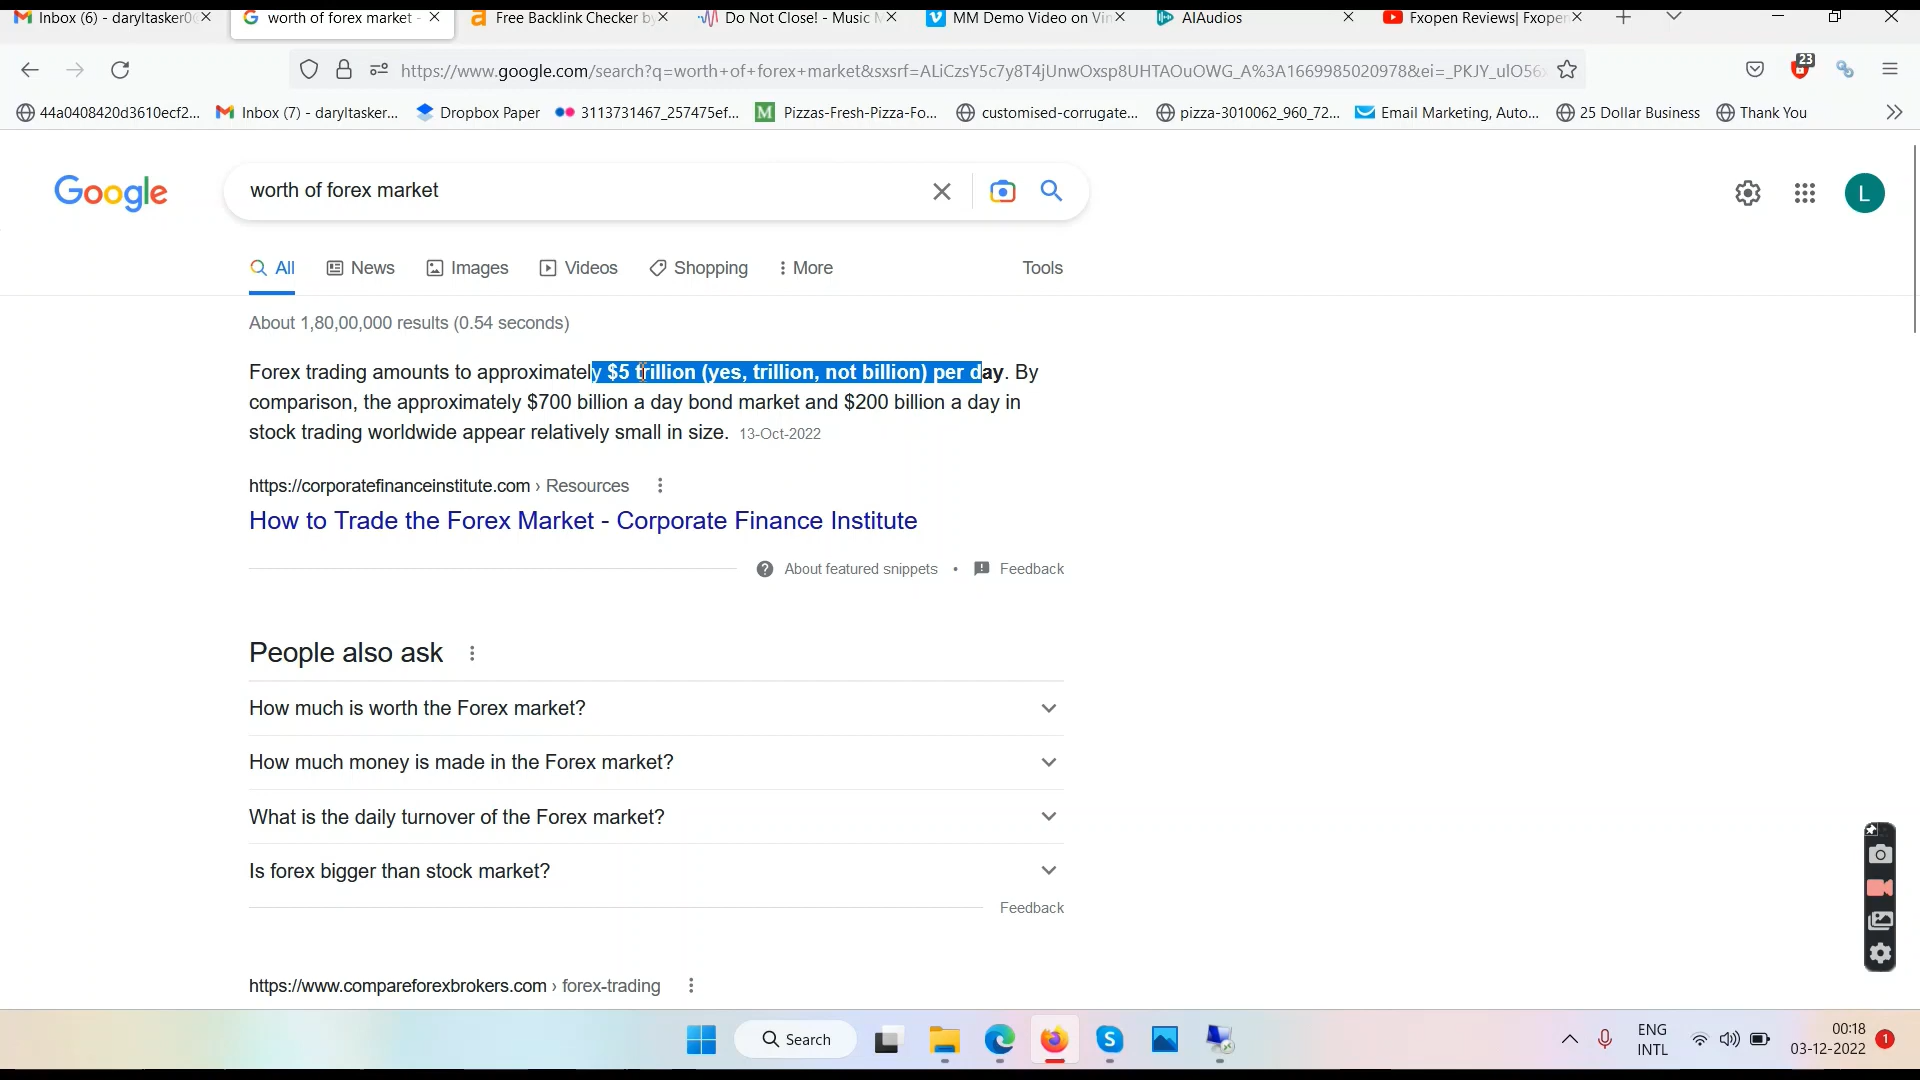 Inbox (6) - daryltasker0
worth of forex market -
Free Backlink Checker by
Do Not Close! - Music M
MM Demo Video on Vim
AIAudios
Fxopen Reviews| Fxopen
https://www.google.com/search?q=worth+of+forex+market&sxsrf=ALiCzsY5c7y8T4jUnwOxsp8UHTAOuOWG_A%3A1669985020978&ei=_PKJY_ulO56x
23
44a0408420d3610ecf2...
Inbox (7) - daryltasker...
Dropbox Paper
3113731467_257475ef...
Pizzas-Fresh-Pizza-Fo...
customised-corrugate...
pizza-3010062_960_72...
Email Marketing, Auto...
25 Dollar Business
Thank You
Google
worth of forex market
L
All
News
Images
Videos
Shopping
More
Tools
About 1,80,00,000 results (0.54 seconds)
Forex trading amounts to approximately $5 trillion (yes, trillion, not billion) per day. By
comparison, the approximately $700 billion a day bond market and $200 billion a day in
stock trading worldwide appear relatively small in size. 13-Oct-2022
https://corporatefinanceinstitute.com › Resources
How to Trade the Forex Market - Corporate Finance Institute
About featured snippets • Feedback
People also ask
How much is worth the Forex market?
How much money is made in the Forex market?
What is the daily turnover of the Forex market?
Is forex bigger than stock market?
Feedback
https://www.compareforexbrokers.com › forex-trading
Search
ENG
INTL
00:18
03-12-2022
1